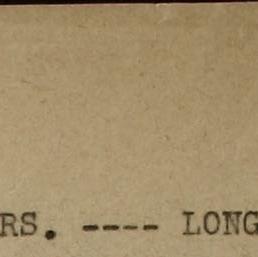 RS. ---- LONG